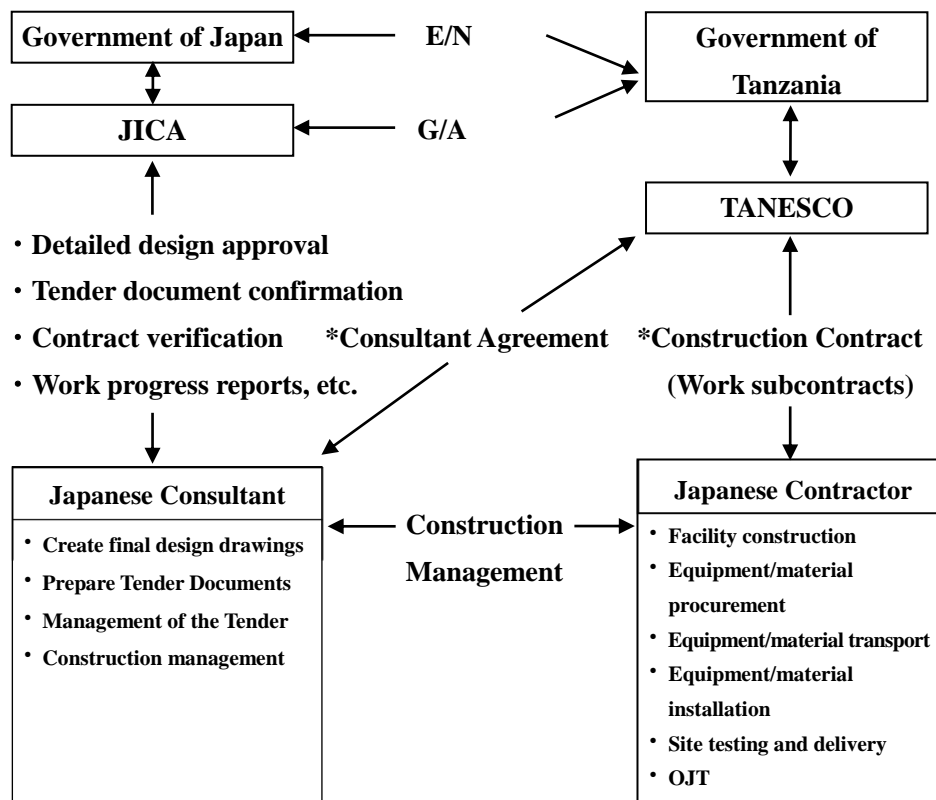 Government of Japan
E/N
Government of
Tanzania
JICA
G/A
TANESCO
・Detailed design approval
・Tender document confirmation
・Contract verification
・Work progress reports, etc.
*Consultant Agreement
*Construction Contract
(Work subcontracts)
Japanese Consultant
・Create final design drawings
・Prepare Tender Documents
・Management of the Tender
・Construction management
Construction
Management
Japanese Contractor
・Facility construction
・Equipment/material
procurement
・Equipment/material transport
・Equipment/material
installation
・Site testing and delivery
・OJT